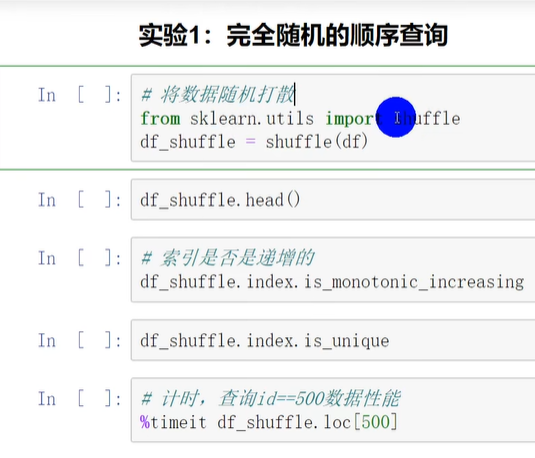 实验1：完全随机的顺序查询
In [ ]: # 将数据随机打散
from sklearn.utils import shuffle
df_shuffle = shuffle(df)
In [ ]: df_shuffle.head()
In [ ]: # 索引是否是递增的
df_shuffle.index.is_monotonic_increasing
In [ ]: df_shuffle.index.is_unique
In [ ]: # 计时，查询id==500数据性能
%timeit df_shuffle.loc[500]